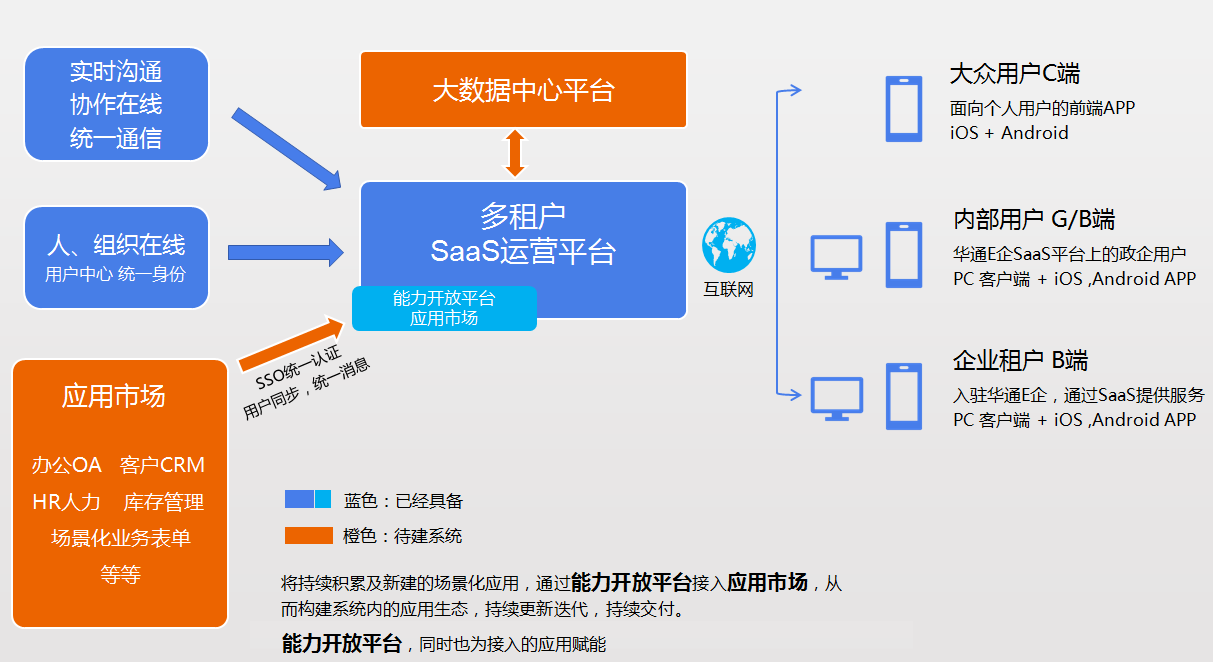 实时沟通
协作在线
统一通信
人、组织在线
用户中心 统一身份
应用市场
办公OA 客户CRM
HR人力 库存管理
场景化业务表单
等等
大数据中心平台
多租户
SaaS运营平台
能力开放平台
应用市场
SSO统一认证
用户同步，统一消息
互联网
大众用户C端
面向个人用户的前端APP
iOS + Android
内部用户 G/B端
华通E企SaaS平台上的政企用户
PC 客户端 + iOS ,Android APP
企业租户 B端
入驻华通E企，通过SaaS提供服务
PC 客户端 + iOS ,Android APP
蓝色：已经具备
橙色：待建系统
将持续积累及新建的场景化应用，通过能力开放平台接入应用市场，从
而构建系统内的应用生态，持续更新迭代，持续交付。
能力开放平台，同时也为接入的应用赋能